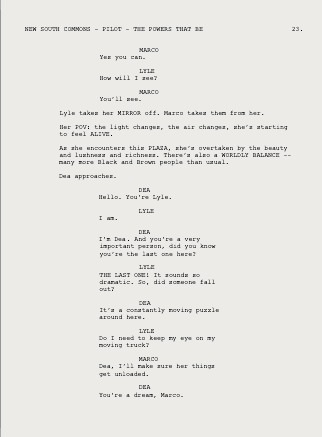 NEW SOUTH COMMONS - PILOT - THE POWERS THAT BE 23.
MARCO
Yes you can.
LYLE
How will I see?
MARCO
You'll see.
Lyle takes her MIRROR off. Marco takes them from her.
Her POV: the light changes, the air changes, she's starting
to feel ALIVE.
As she encounters this PLAZA, she's overtaken by the beauty
and lushness and richness. There's also a WORLDLY BALANCE --
many more Black and Brown people than usual.
Dea approaches.
DEA
Hello. You're Lyle.
LYLE
I am.
DEA
I'm Dea. And you're a very
important person, did you know
you're the last one here?
LYLE
THE LAST ONE! It sounds so
dramatic. So, did someone fall
out?
DEA
It's a constantly moving puzzle
around here.
LYLE
Do I need to keep my eye on my
moving truck?
MARCO
Dea, I'll make sure her things
get unloaded.
DEA
You're a dream, Marco.